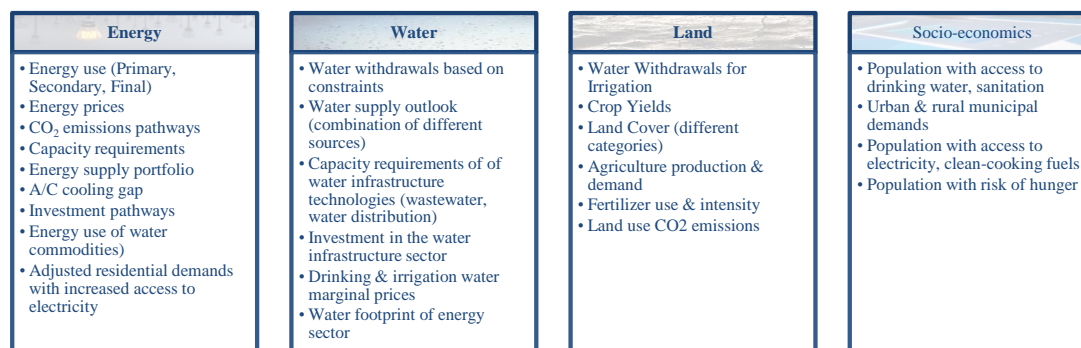 Energy
• Energy use (Primary,
Secondary, Final)
• Energy prices
• CO₂ emissions pathways
• Capacity requirements
• Energy supply portfolio
• A/C cooling gap
• Investment pathways
• Energy use of water
commodities)
• Adjusted residential demands
with increased access to
electricity
Water
• Water withdrawals based on
constraints
• Water supply outlook
(combination of different
sources)
• Capacity requirements of of
water infrastructure
technologies (wastewater,
water distribution)
• Investment in the water
infrastructure sector
• Drinking & irrigation water
marginal prices
• Water footprint of energy
sector
Land
• Water Withdrawals for
Irrigation
• Crop Yields
• Land Cover (different
categories)
• Agriculture production &
demand
• Fertilizer use & intensity
• Land use CO2 emissions
Socio-economics
• Population with access to
drinking water, sanitation
• Urban & rural municipal
demands
• Population with access to
electricity, clean-cooking fuels
• Population with risk of hunger